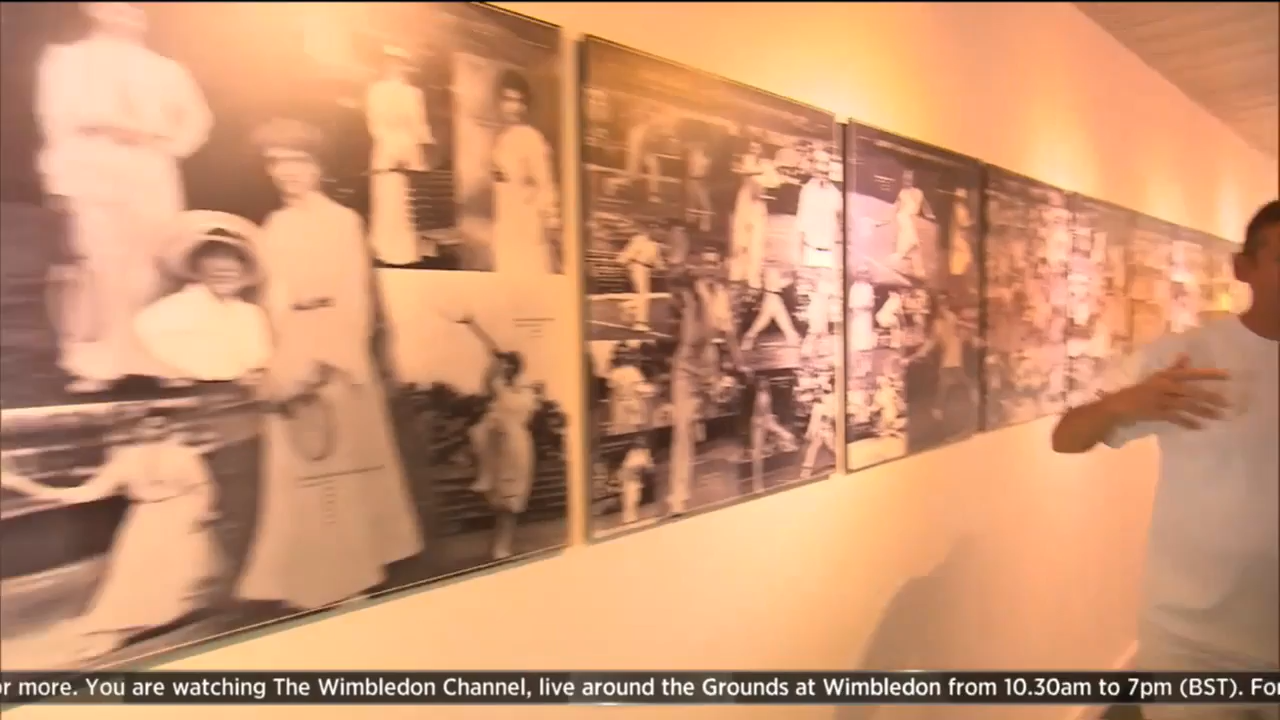 or more. You are watching The Wimbledon Channel, live around the Grounds at Wimbledon from 10.30am to 7pm (BST). For